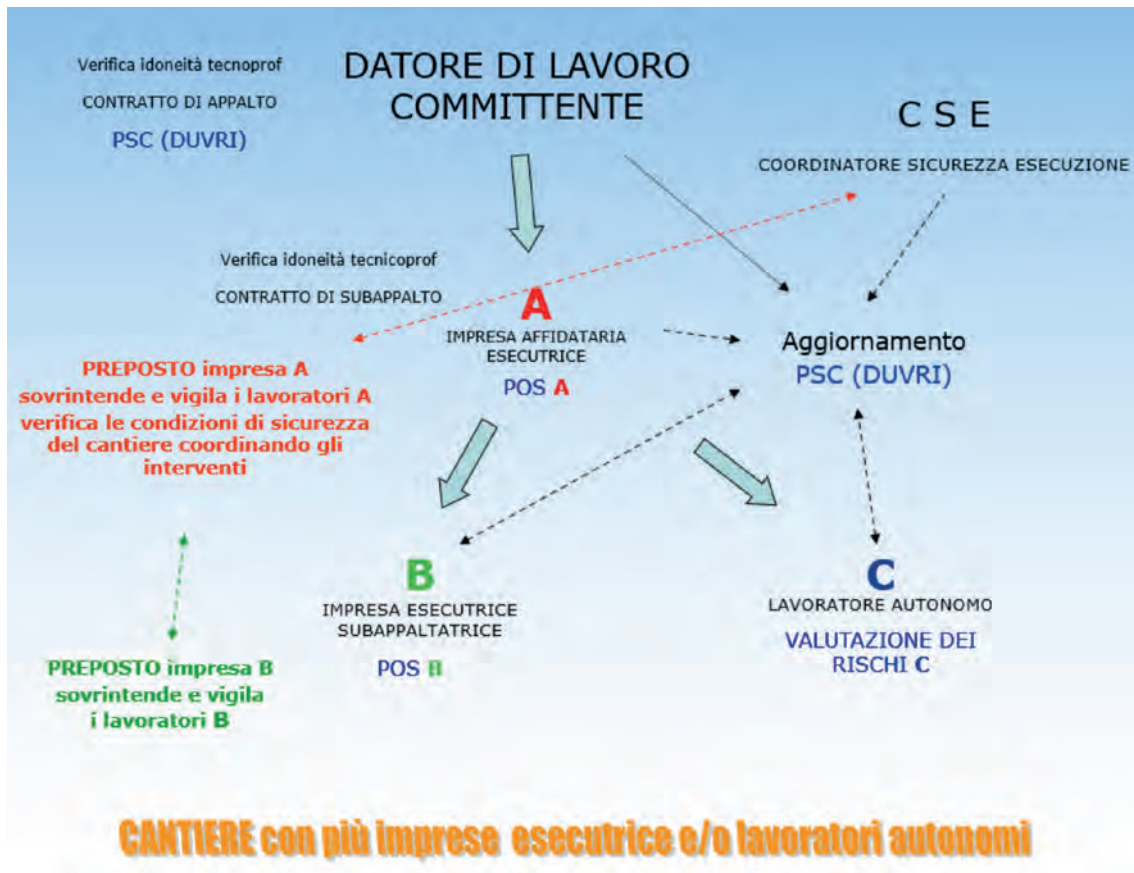 Verifica idoneità tecnoprof
CONTRATTO DI APPALTO
PSC (DUVRI)
DATORE DI LAVORO
COMMITTENTE
C S E
COORDINATORE SICUREZZA ESECUZIONE
Verifica idoneità tecnicoprof
CONTRATTO DI SUBAPPALTO
A
IMPRESA AFFIDATARIA
ESECUTRICE
POS A
Aggiornamento
PSC (DUVRI)
PREPOSTO impresa A
sovrintende e vigila i lavoratori A
verifica le condizioni di sicurezza
del cantiere coordinando gli
interventi
B
IMPRESA ESECUTRICE
SUBAPPALTATRICE
POS B
C
LAVORATORE AUTONOMO
VALUTAZIONE DEI
RISCHI C
PREPOSTO impresa B
sovrintende e vigila
i lavoratori B
CANTIERE con più imprese esecutrice e/o lavoratori autonomi